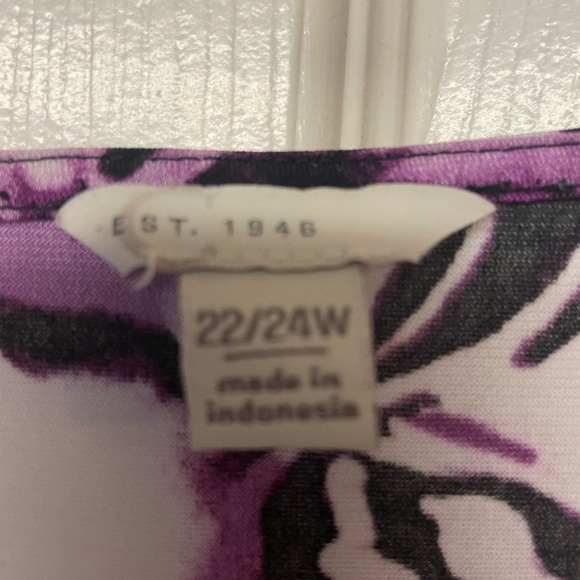 EST. 1946
22/24W
made in
indonesia